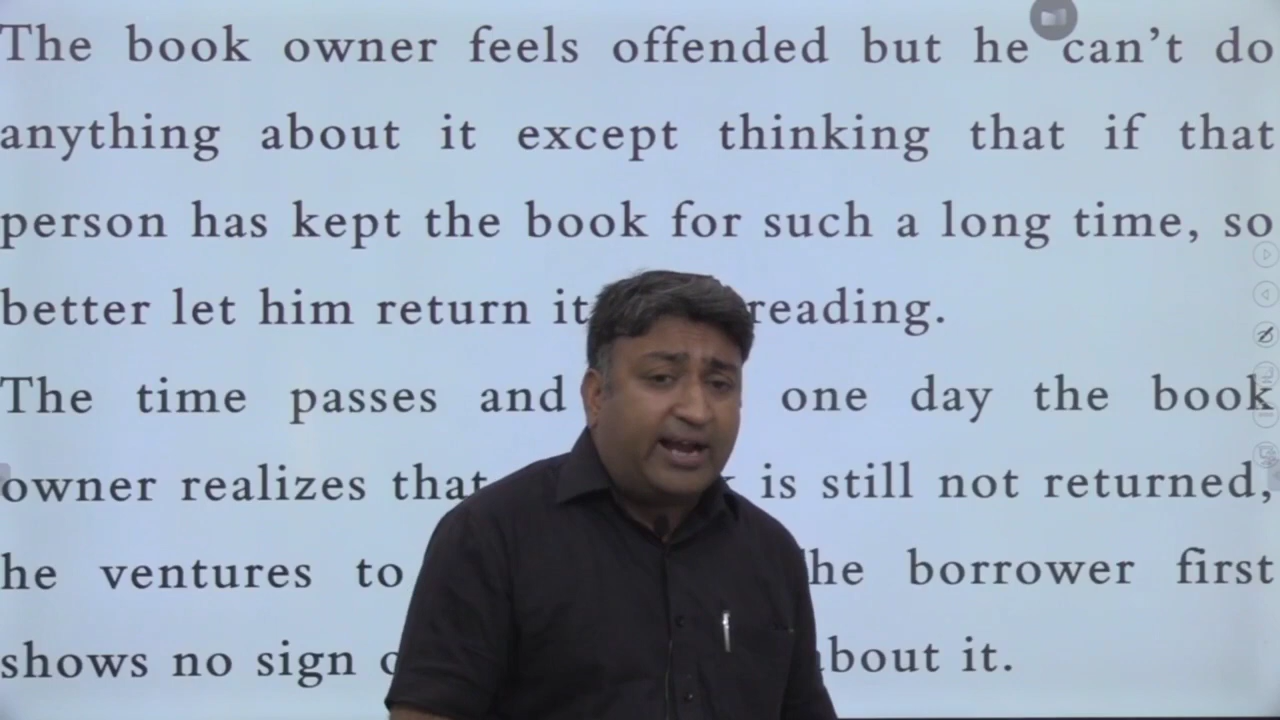 The book owner feels offended but he can't do
anything about it except thinking that if that
person has kept the book for such a long time, so
better let him return it reading.
The time passes and one day the book
owner realizes that is still not returned,
he ventures to the borrower first
shows no sign about it.